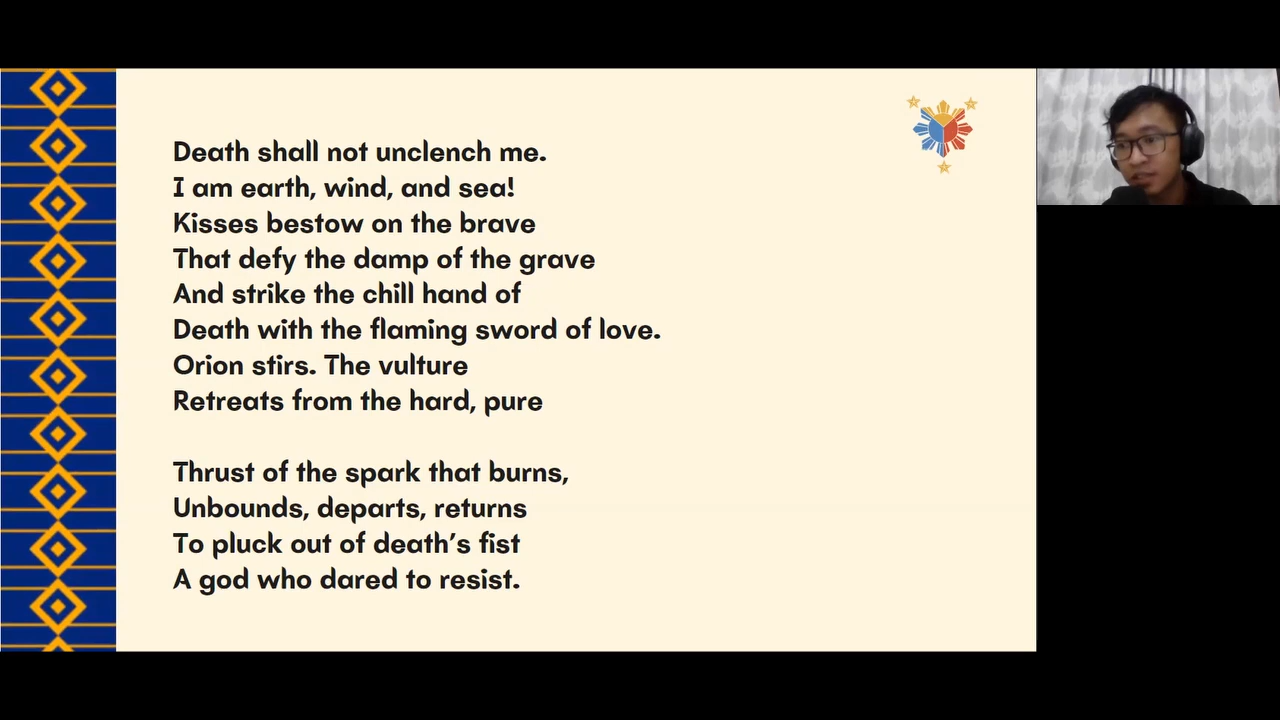 Death shall not unclench me.
I am earth, wind, and sea!
Kisses bestow on the brave
That defy the damp of the grave
And strike the chill hand of
Death with the flaming sword of love.
Orion stirs. The vulture
Retreats from the hard, pure
Thrust of the spark that burns,
Unbounds, departs, returns
To pluck out of death’s fist
A god who dared to resist.